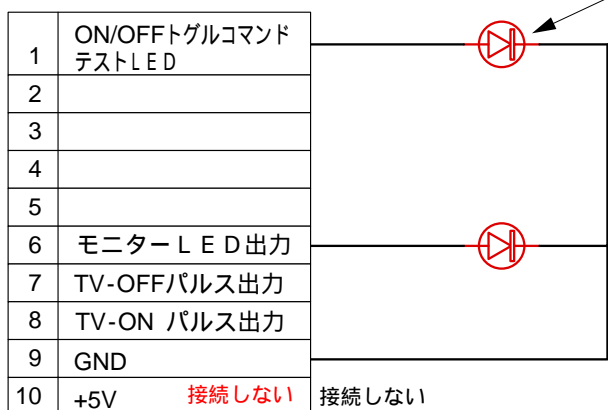 1 ON/OFFトグルコマンド
テストLED
2
3
4
5
6 モニターLED出力
7 TV-OFFパルス出力
8 TV-ON パルス出力
9 GND
10 +5V 接続しない 接続しない